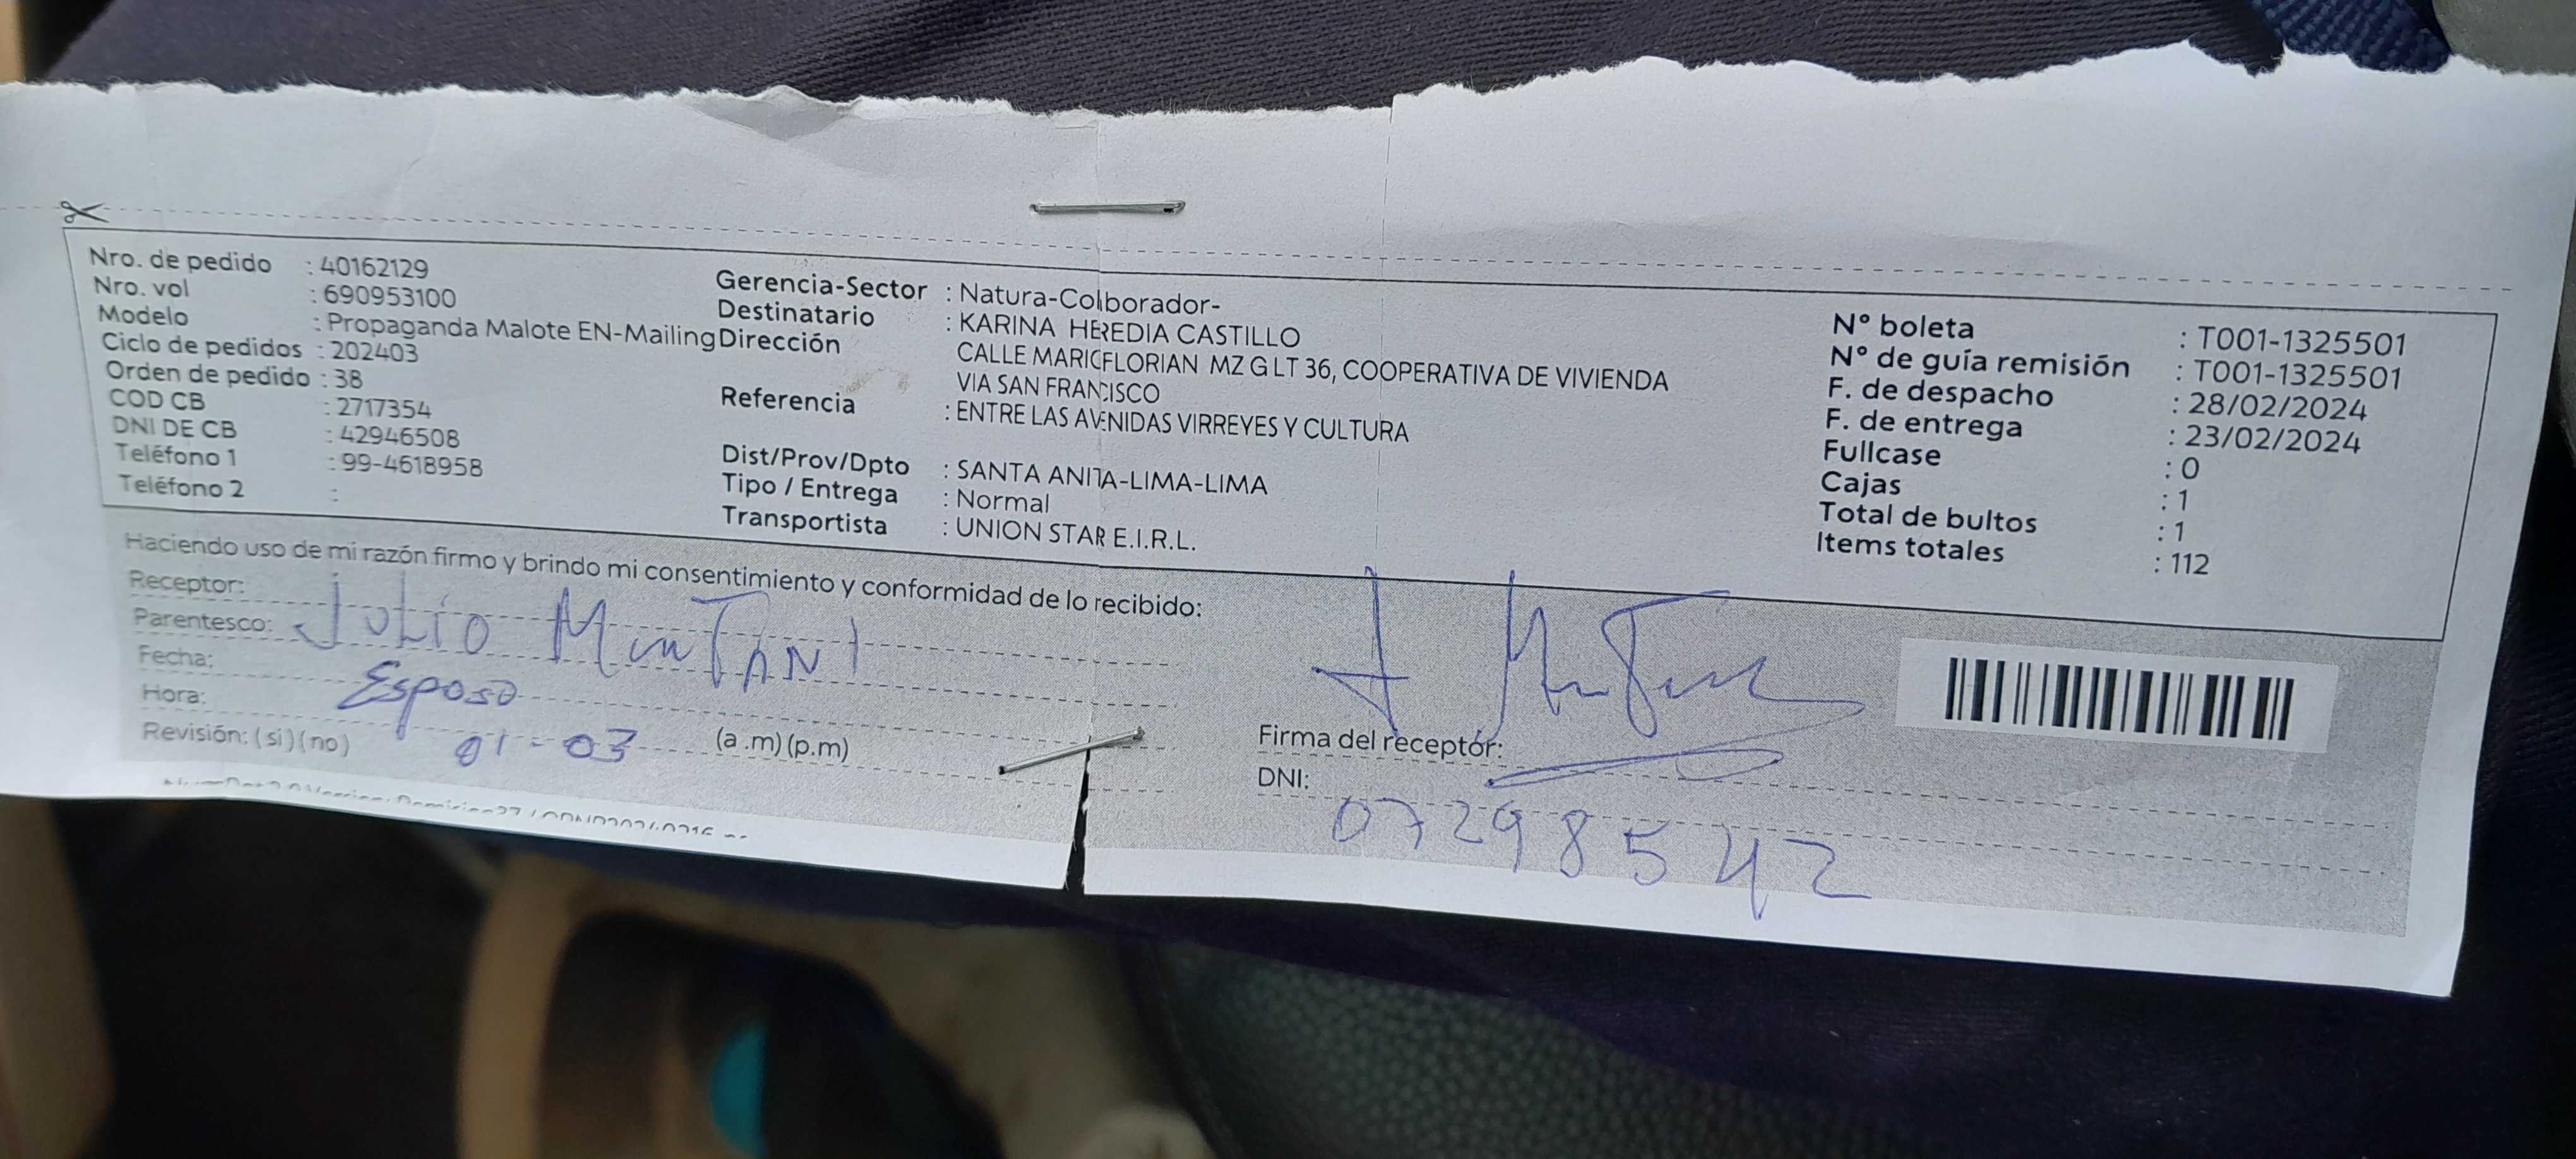 Nro. de pedido : 40162129
Nro. vol : 690953100
Modelo : Propaganda Malote EN-Mailing
Ciclo de pedidos : 202403
Orden de pedido : 38
COD CB : 2717354
DNI DE CB : 42946508
Teléfono 1 : 99-4618958
Teléfono 2 :
Gerencia-Sector : Natura-Colborador-
Destinatario : KARINA HEREDIA CASTILLO
Dirección CALLE MARICFLORIAN MZ G LT 36, COOPERATIVA DE VIVIENDA
VIA SAN FRANCISCO
Referencia : ENTRE LAS AVENIDAS VIRREYES Y CULTURA
Dist/Prov/Dpto : SANTA ANITA-LIMA-LIMA
Tipo / Entrega : Normal
Transportista : UNION STAR E.I.R.L.
N° boleta : T001-1325501
N° de guía remisión : T001-1325501
F. de despacho : 28/02/2024
F. de entrega : 23/02/2024
Fullcase : 0
Cajas : 1
Total de bultos : 1
Items totales : 112
Haciendo uso de mi razón firmo y brindo mi consentimiento y conformidad de lo recibido:
Receptor: Julio
Parentesco: Esposo
Fecha: 01-03
Hora: (a.m)(p.m)
Revisión: (si)(no)
Firma del receptor:
DNI: 07298542